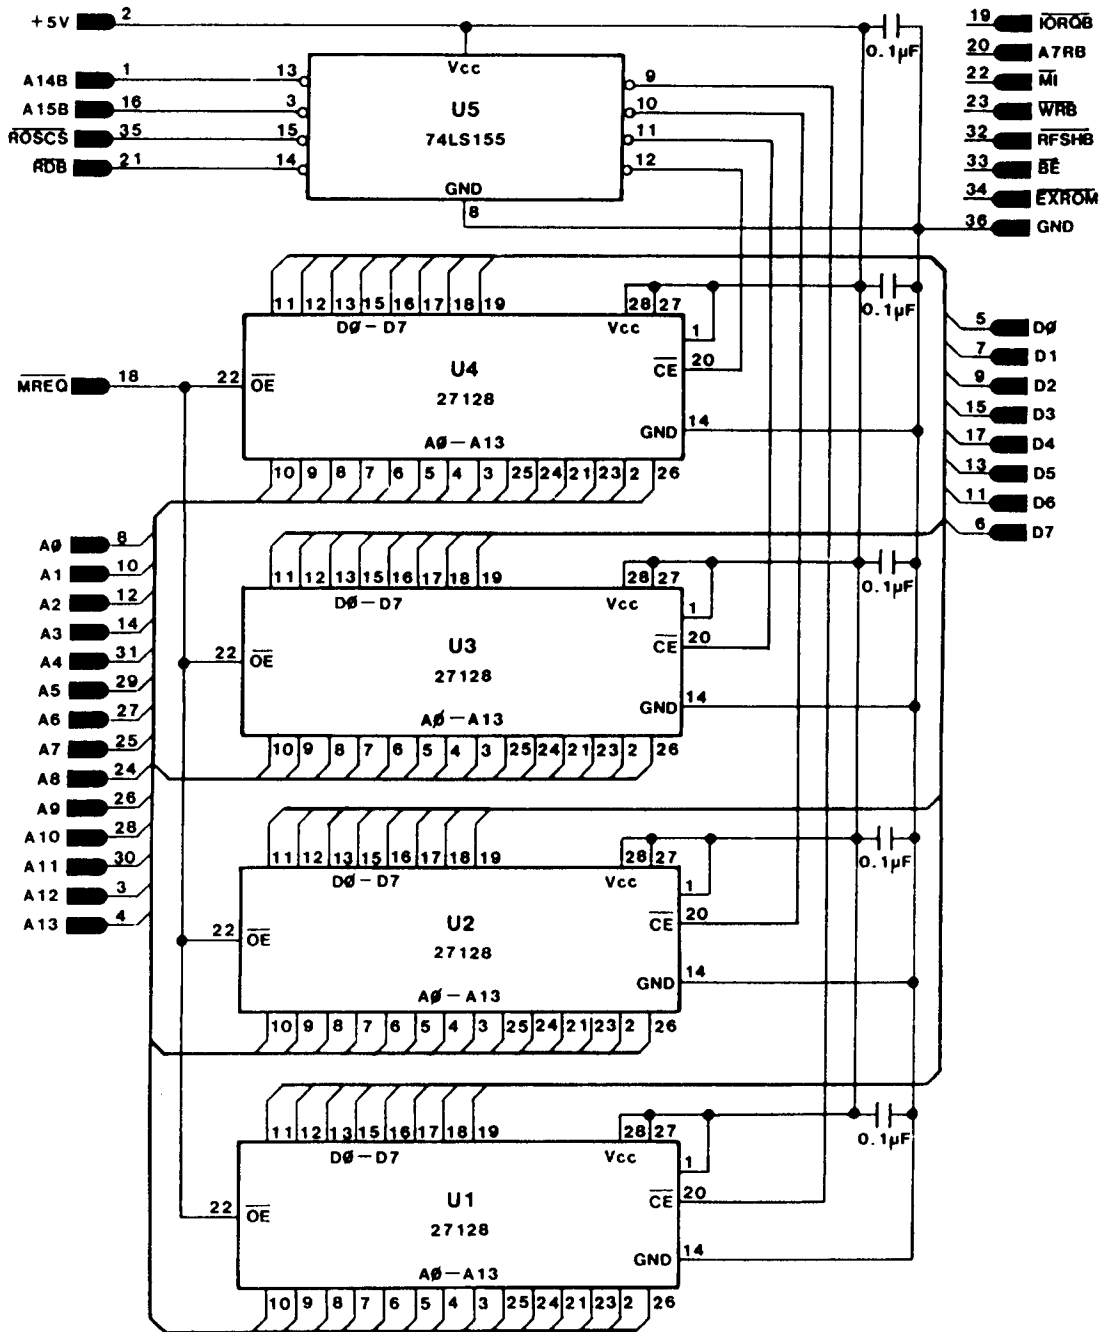 +5V 2
0.1µF
19 IORQB
20 A7RB
22 MI
23 WRB
32 RFSHB
33 BE
34 EXROM
36 GND
A14B 1 13
A15B 16 3
ROSCS 35 15
RDB 21 14
Vcc
U5
74LS155
GND
8
9
10
11
12
11 12 13 15 16 17 18 19
28 27
DØ-D7
Vcc
1
U4
27128
CE 20
MREQ 18
22 OE
GND 14
AØ-A13
10 9 8 7 6 5 4 3 25 24 21 23 2 26
0.1µF
5 DØ
7 D1
9 D2
15 D3
17 D4
13 D5
11 D6
6 D7
AØ 8
A1 10
A2 12
A3 14
A4 31
A5 29
A6 27
A7 25
A8 24
A9 26
A10 28
A11 30
A12 3
A13 4
11 12 13 15 16 17 18 19
28 27
DØ-D7
Vcc
1
0.1µF
U3
27128
CE 20
22 OE
GND 14
AØ-A13
10 9 8 7 6 5 4 3 25 24 21 23 2 26
11 12 13 15 16 17 18 19
28 27
DØ-D7
Vcc
1
0.1µF
U2
27128
CE 20
22 OE
GND 14
AØ-A13
10 9 8 7 6 5 4 3 25 24 21 23 2 26
11 12 13 15 16 17 18 19
28 27
DØ-D7
Vcc
1
0.1µF
U1
27128
CE 20
22 OE
GND 14
AØ-A13
10 9 8 7 6 5 4 3 25 24 21 23 2 26